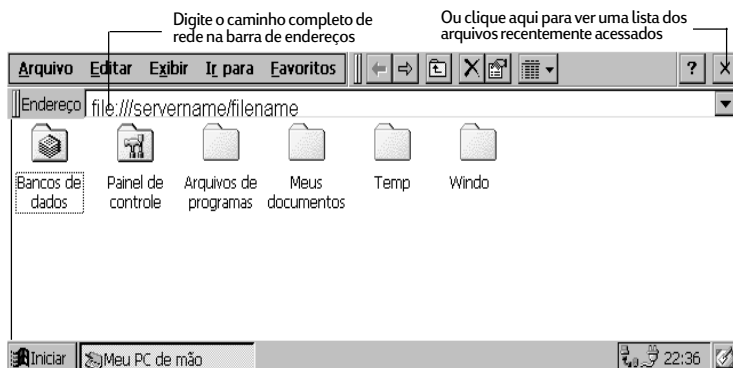 Digite o caminho completo de
rede na barra de endereços
Ou clique aqui para ver uma lista dos
arquivos recentemente acessados
Arquivo Editar Exibir Ir para Favoritos ? X
Endereço file:///servername/filename
Bancos de
dados
Painel de
controle
Arquivos de
programas
Meus
documentos
Temp
Windo
Iniciar Meu PC de mão 22:36